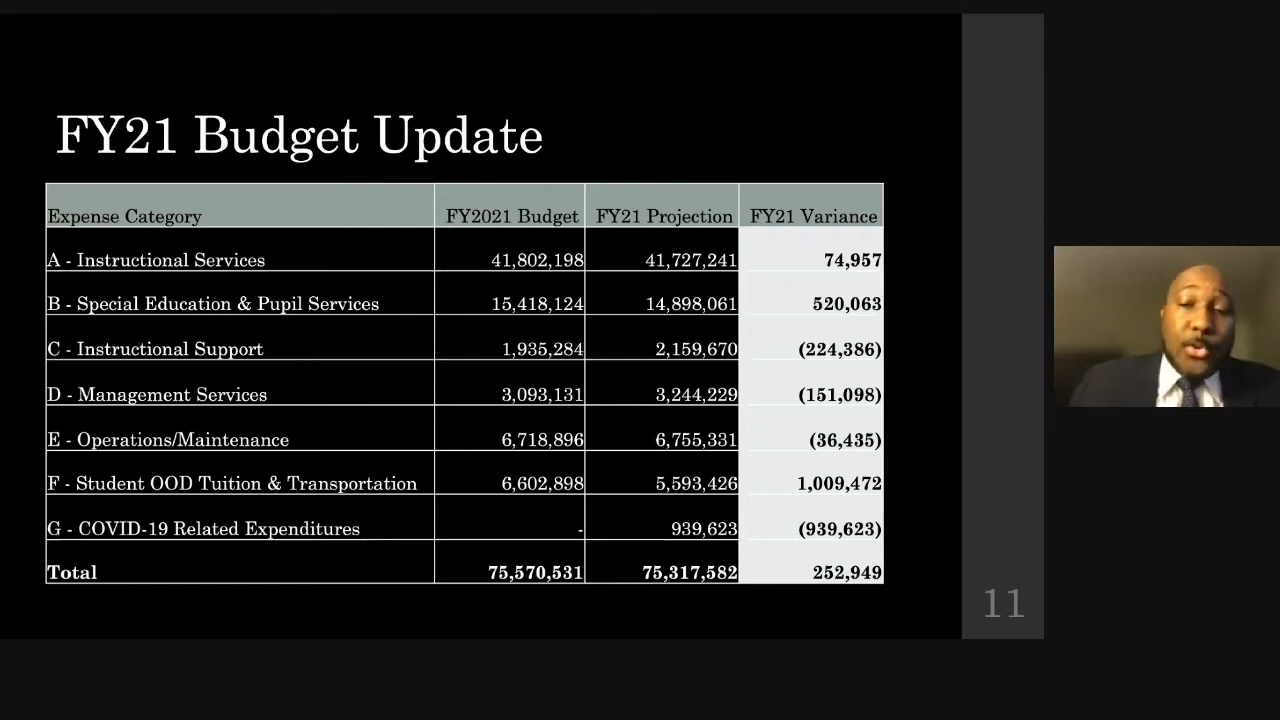 FY21 Budget Update
Expense Category FY2021 Budget FY21 Projection FY21 Variance
A - Instructional Services 41,802,198 41,727,241 74,957
B - Special Education & Pupil Services 15,418,124 14,898,061 520,063
C - Instructional Support 1,935,284 2,159,670 (224,386)
D - Management Services 3,093,131 3,244,229 (151,098)
E - Operations/Maintenance 6,718,896 6,755,331 (36,435)
F - Student OOD Tuition & Transportation 6,602,898 5,593,426 1,009,472
G - COVID-19 Related Expenditures - 939,623 (939,623)
Total 75,570,531 75,317,582 252,949
11